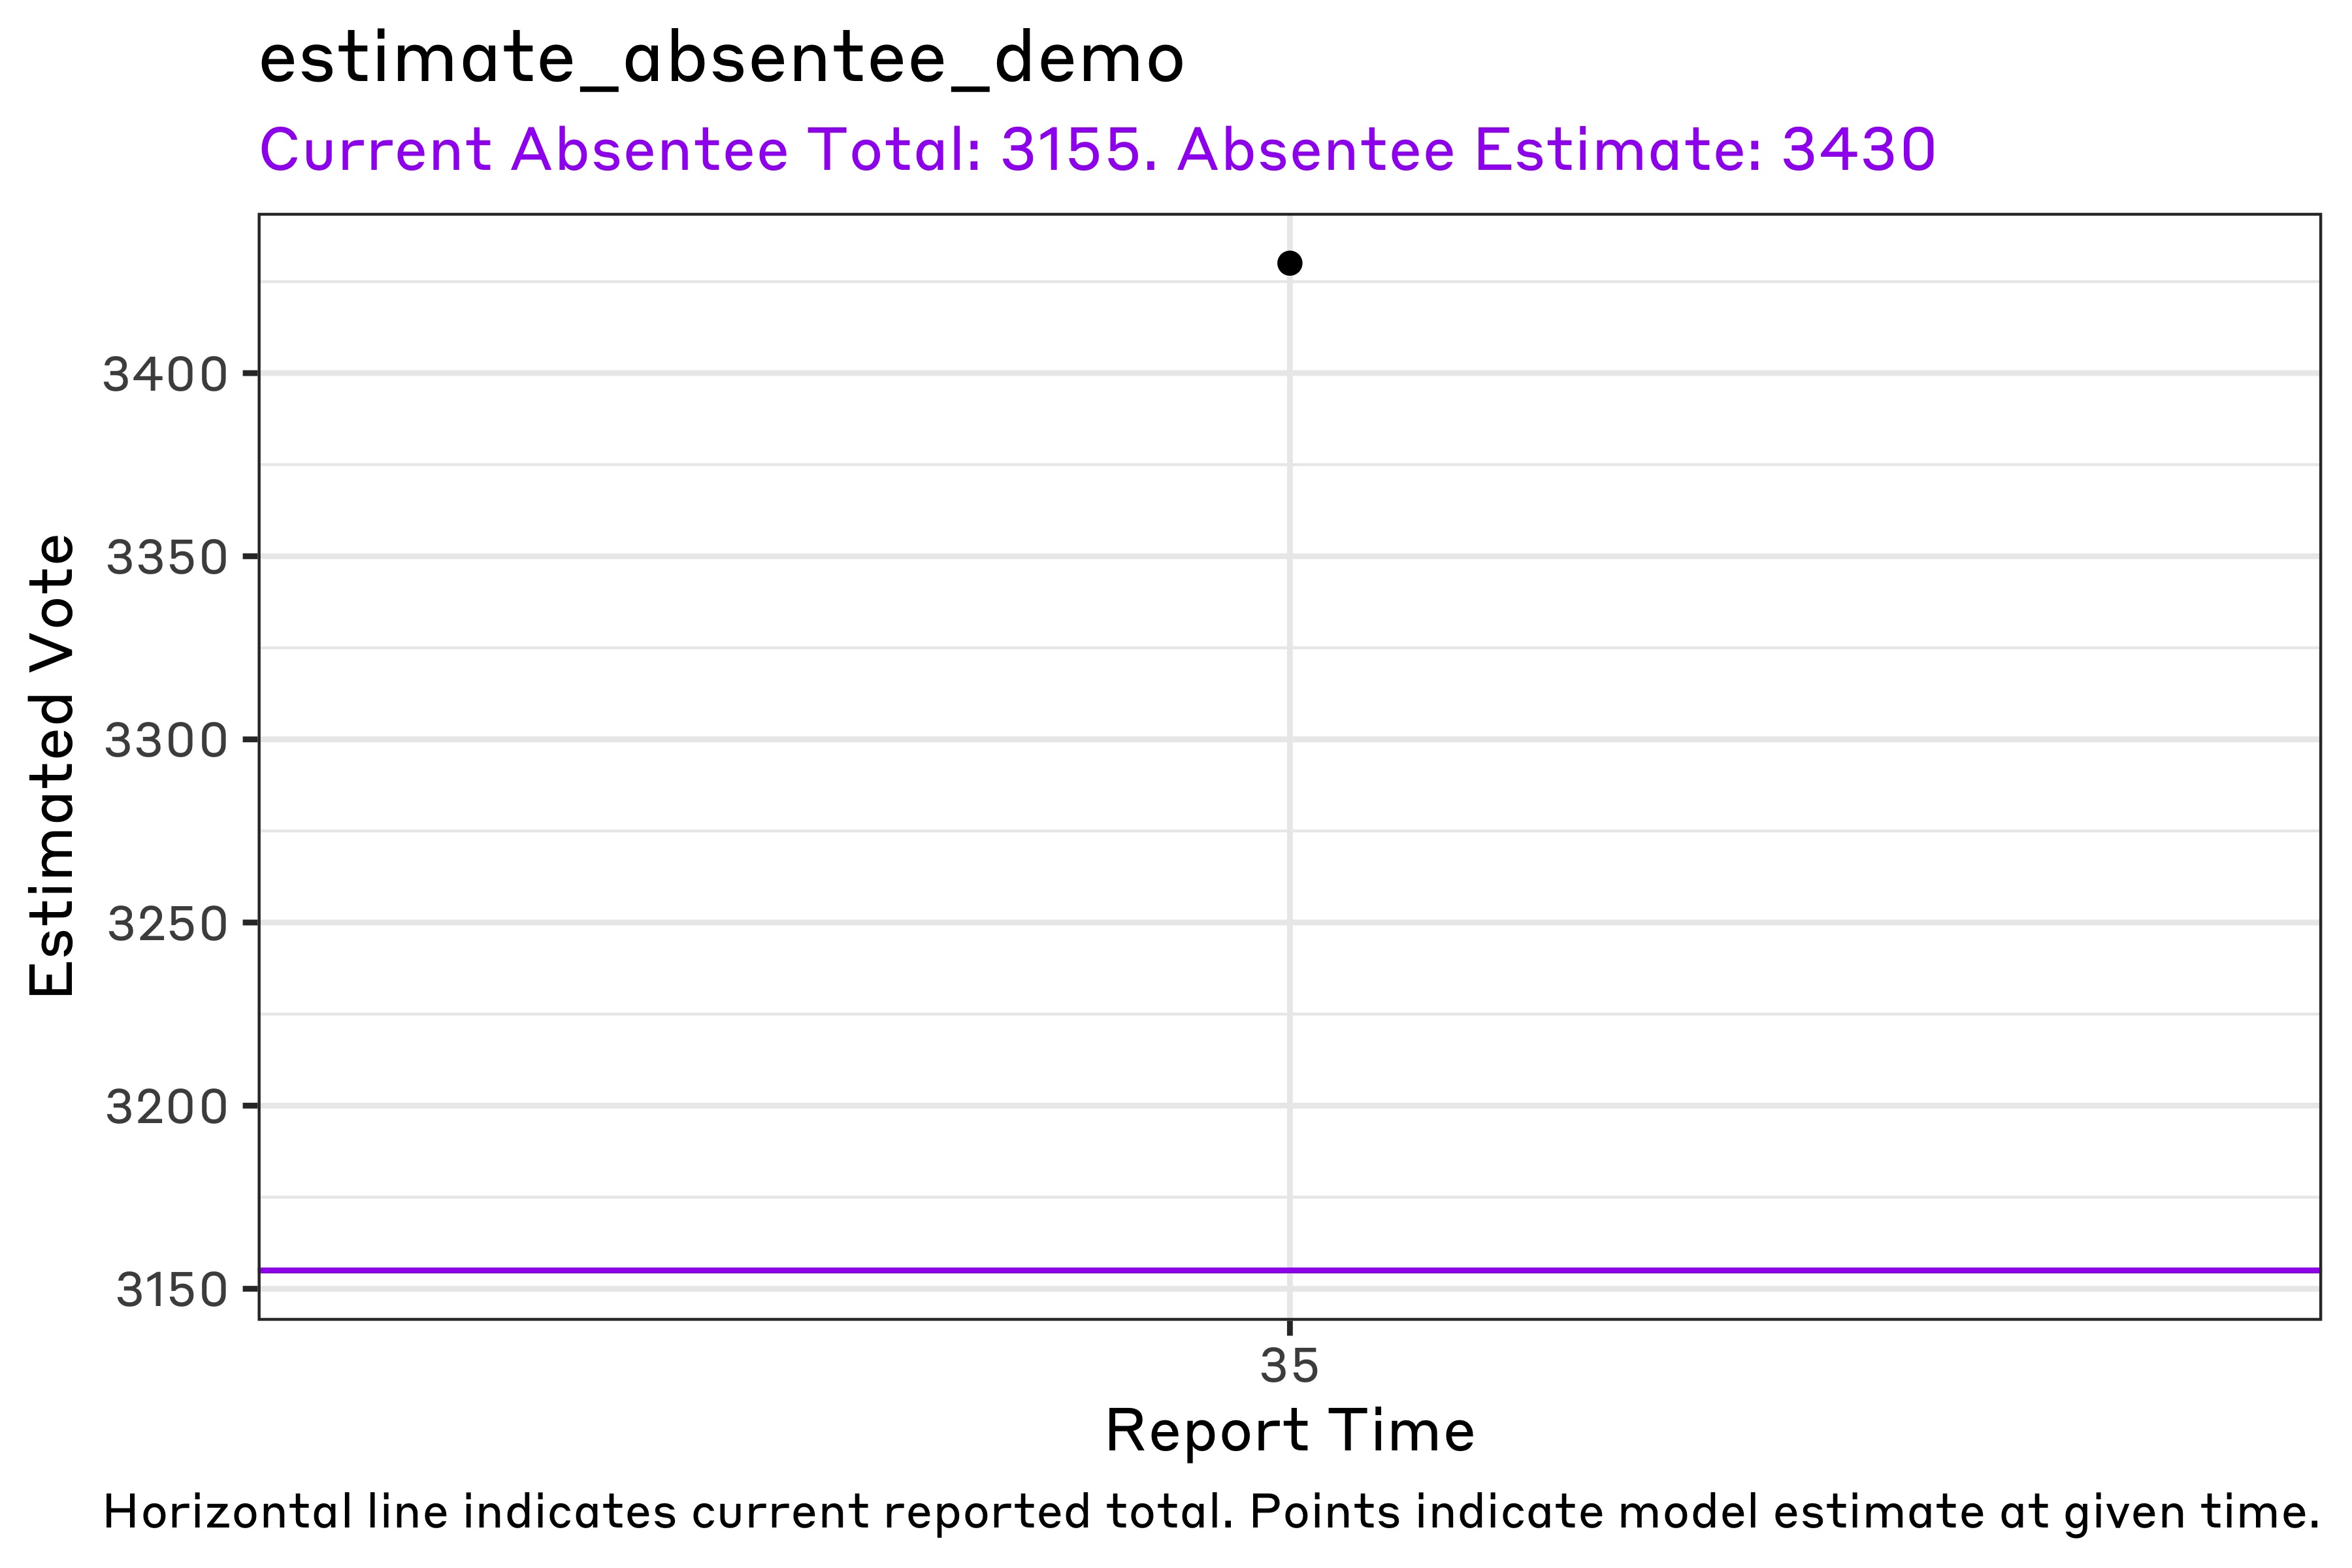 estimate_absentee_demo
Current Absentee Total: 3155. Absentee Estimate: 3430
Estimated Vote
3400
3350
3300
3250
3200
3150
35
Report Time
Horizontal line indicates current reported total. Points indicate model estimate at given time.